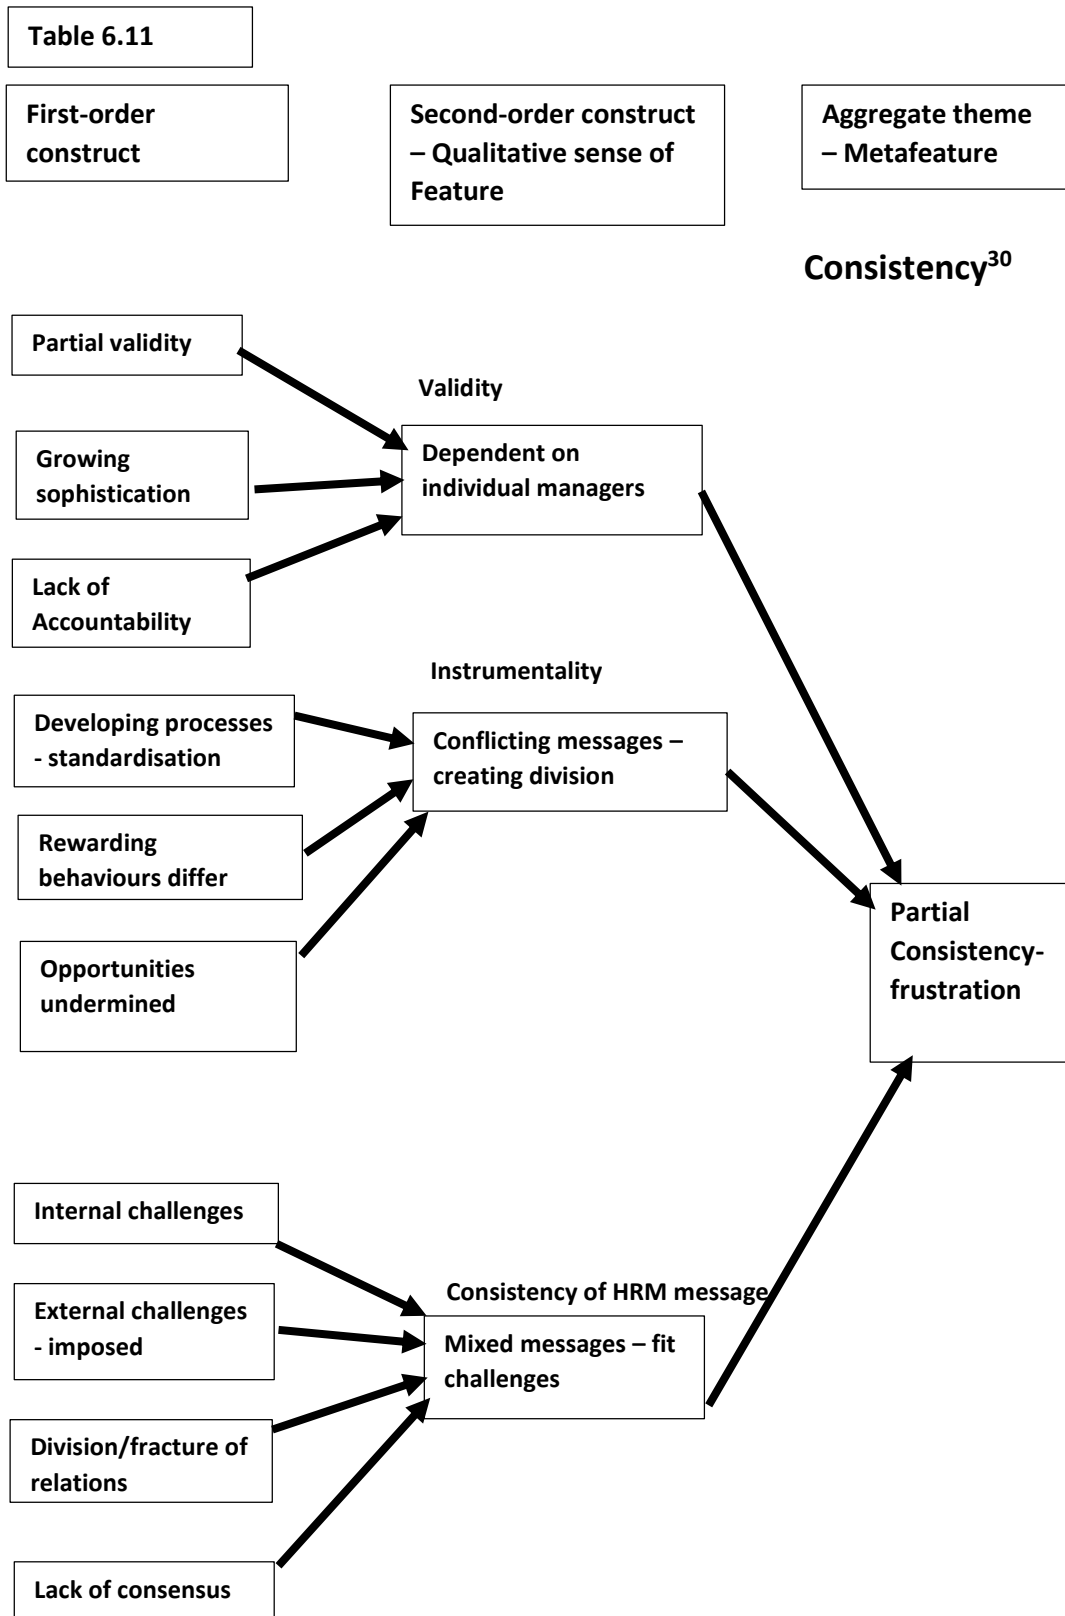 Table 6.11
First-order
construct
Second-order construct
– Qualitative sense of
Feature
Aggregate theme
– Metafeature
Consistency30
Partial validity
Validity
Growing
sophistication
Dependent on
individual managers
Lack of
Accountability
Instrumentality
Developing processes
- standardisation
Conflicting messages –
creating division
Rewarding
behaviours differ
Opportunities
undermined
Partial
Consistency-
frustration
Internal challenges
Consistency of HRM message
External challenges
- imposed
Mixed messages – fit
challenges
Division/fracture of
relations
Lack of consensus